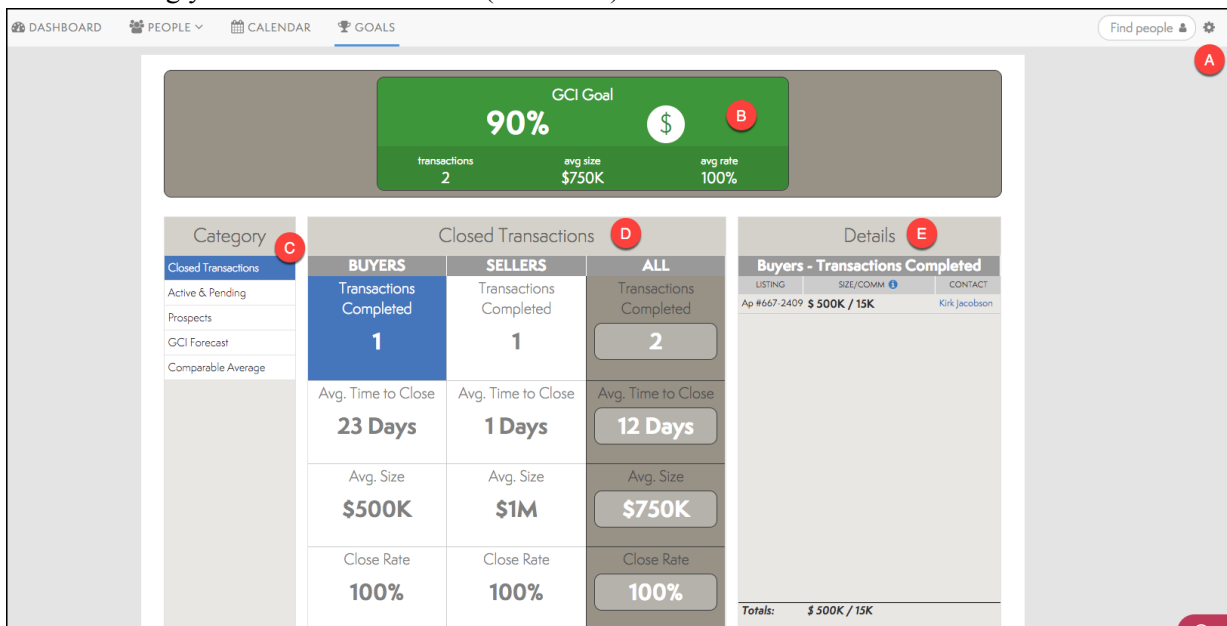 DASHBOARD PEOPLE CALENDAR GOALS Find people
A
GCI Goal
90% $ B
transactions avg size avg rate
2 $750K 100%
Category C Closed Transactions D Details E
Closed Transactions BUYERS SELLERS ALL Buyers - Transactions Completed
Active & Pending Transactions Completed Transactions Completed Transactions Completed LISTING SIZE/COMM CONTACT
Prospects 1 1 2 Ap #667-2409 $ 500K / 15K Kirk Jacobson
GCI Forecast
Comparable Average
Avg. Time to Close Avg. Time to Close Avg. Time to Close
23 Days 1 Days 12 Days
Avg. Size Avg. Size Avg. Size
$500K $1M $750K
Close Rate Close Rate Close Rate
100% 100% 100%
Totals: $ 500K / 15K